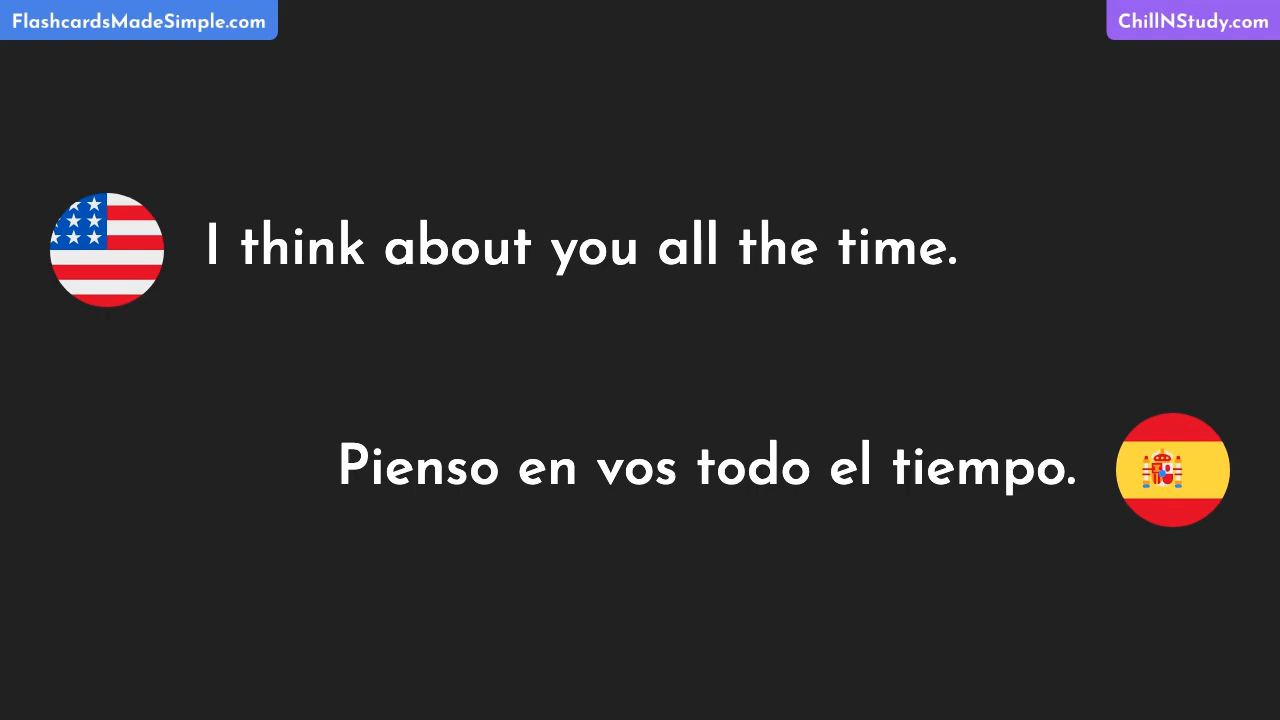 FlashcardsMadeSimple.com
ChillNStudy.com
I think about you all the time.
Pienso en vos todo el tiempo.